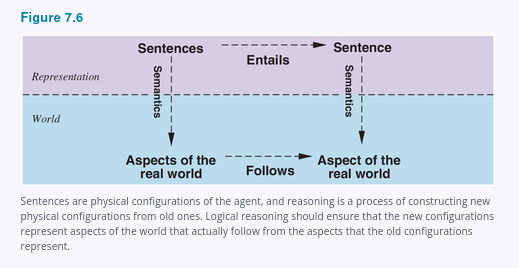 Figure 7.6
Sentences
Entails
Sentence
Representation
Semantics
Semantics
World
Aspects of the
real world
Follows
Aspect of the
real world
Sentences are physical configurations of the agent, and reasoning is a process of constructing new
physical configurations from old ones. Logical reasoning should ensure that the new configurations
represent aspects of the world that actually follow from the aspects that the old configurations
represent.